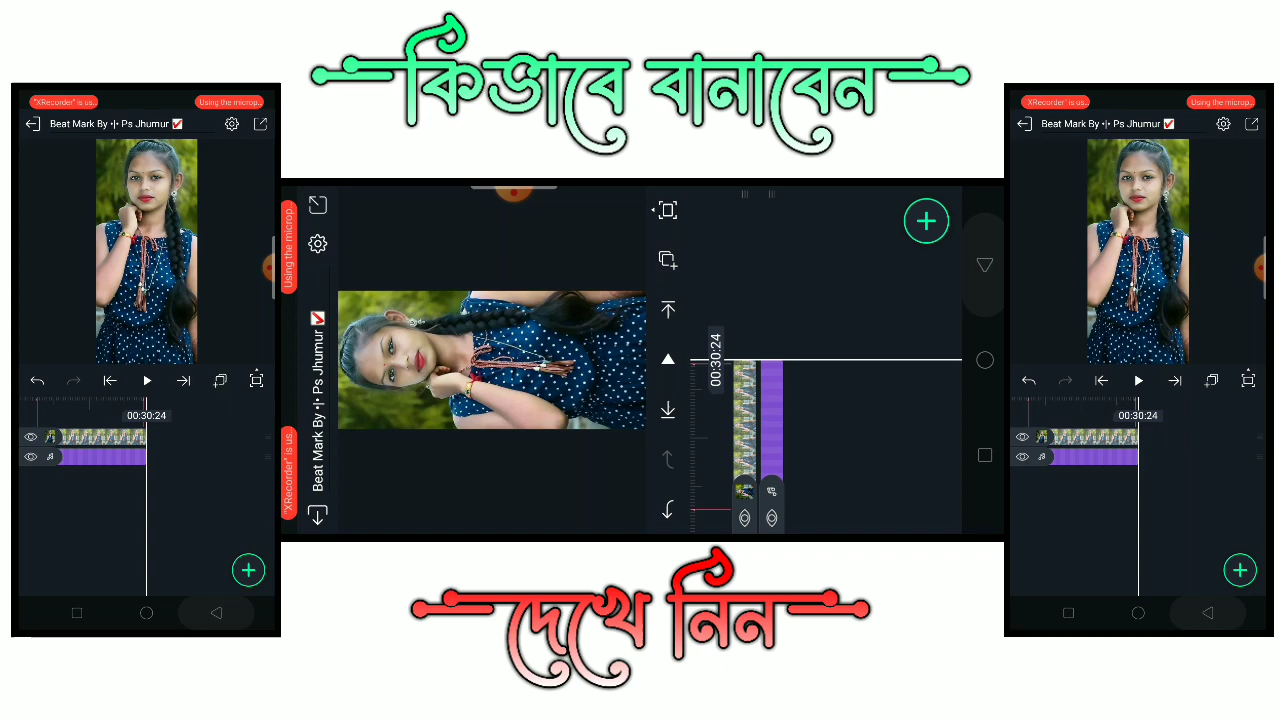 কিভাবে বানাবেন
"XRecorder" is us..
Using the microp..
Beat Mark By •|• Ps Jhumur ✅
00:30:24
"XRecorder" is us.
Using the microp..
Beat Mark By •|• Ps Jhumur ✅
00:30:24
"XRecorder" is us..
Using the microp..
Beat Mark By •|• Ps Jhumur ✅
00:30:24
দেখে নিন